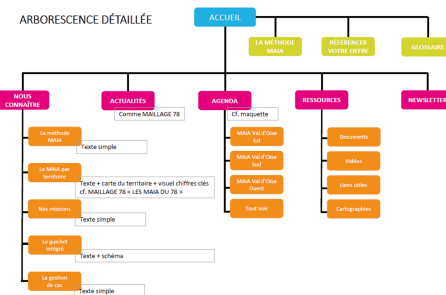 ARBORESCENCE DÉTAILLÉE
ACCUEIL
LA MÉTHODE
MAIA
RÉFÉRENCER
VOTRE OFFRE
GLOSSAIRE
NOUS
CONNAÎTRE
ACTUALITÉS
AGENDA
RESSOURCES
NEWSLETTER
Comme MAILLAGE 78
Cf. maquette
La méthode
MAIA
Texte simple
La MAIA par
territoire
Texte + carte du territoire + visuel chiffres clés
cf. MAILLAGE 78 « LES MAIA DU 78 »
Nos missions
Texte simple
Le guichet
intégré
Texte + schéma
La gestion
de cas
Texte simple
MAIA Val d'Oise
Est
MAIA Val d'Oise
Sud
MAIA Val d'Oise
Ouest
Tout voir
Documents
Vidéos
Liens utiles
Cartographies